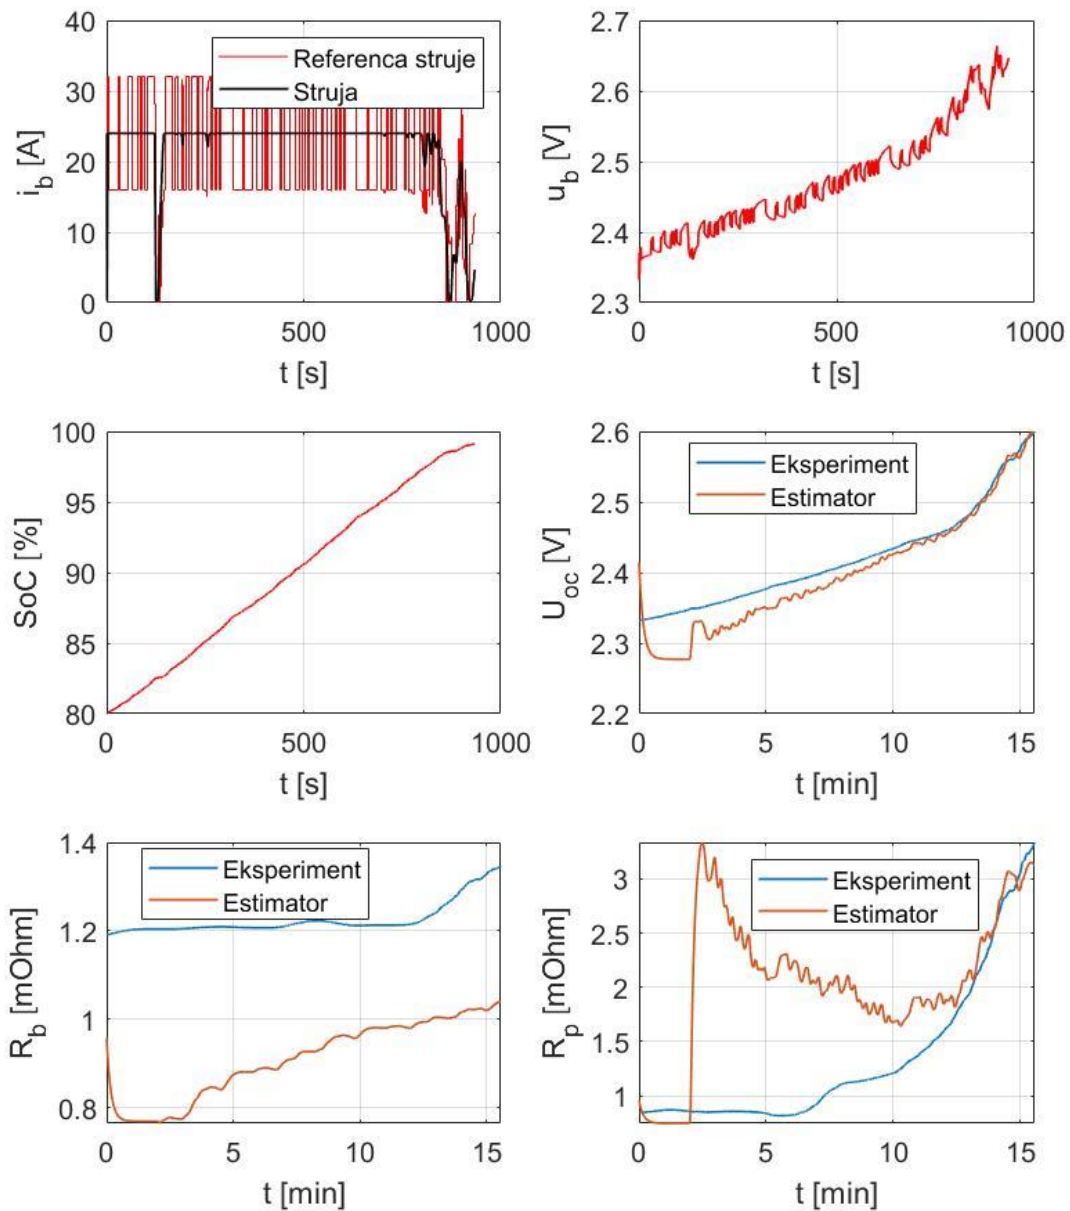 40
30
20
10
0
i_b [A]
Referenca struje
Struja
0
500
1000
t [s]
2.7
2.6
2.5
2.4
2.3
u_b [V]
0
500
1000
t [s]
100
95
90
85
80
SoC [%]
0
500
1000
t [s]
2.6
2.5
2.4
2.3
2.2
U_oc [V]
Eksperiment
Estimator
0
5
10
15
t [min]
1.4
1.2
1
0.8
R_b [mOhm]
Eksperiment
Estimator
0
5
10
15
t [min]
3
2.5
2
1.5
1
R_p [mOhm]
Eksperiment
Estimator
0
5
10
15
t [min]